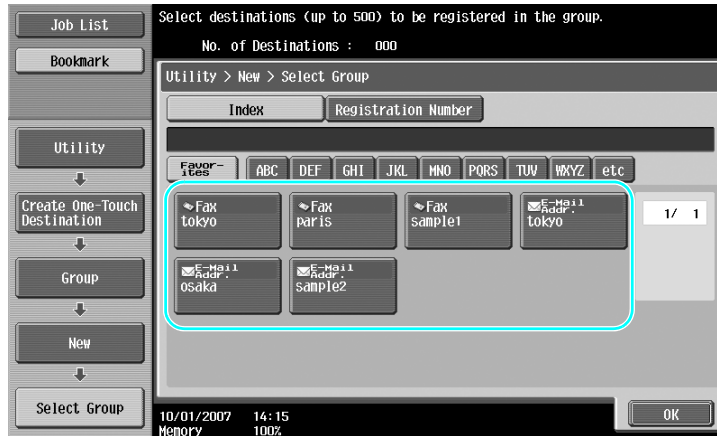 Job List
Bookmark
Utility
Create One-Touch
Destination
Group
New
Select Group
Select destinations (up to 500) to be registered in the group.
No. of Destinations : 000
Utility > New > Select Group
Index
Registration Number
Favor-
ites
ABC
DEF
GHI
JKL
MNO
PQRS
TUV
WXYZ
etc
Fax
tokyo
Fax
paris
Fax
sample1
E-Mail
Addr.
tokyo
E-Mail
Addr.
osaka
E-Mail
Addr.
sample2
1/ 1
10/01/2007 14:15
Memory 100%
OK